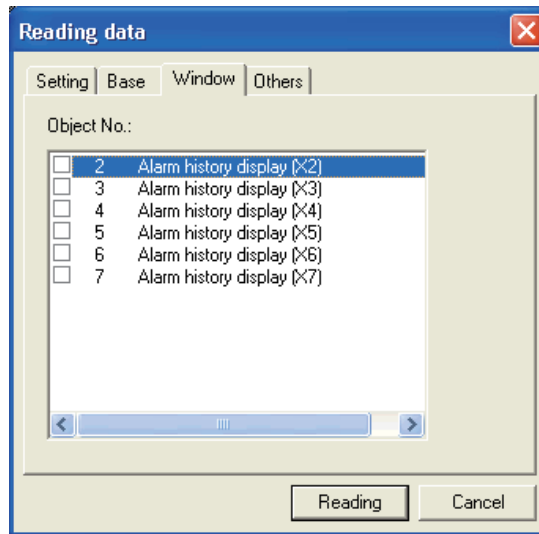 Reading data
Setting Base Window Others
Object No.:
2 Alarm history display (X2)
3 Alarm history display (X3)
4 Alarm history display (X4)
5 Alarm history display (X5)
6 Alarm history display (X6)
7 Alarm history display (X7)
Reading Cancel